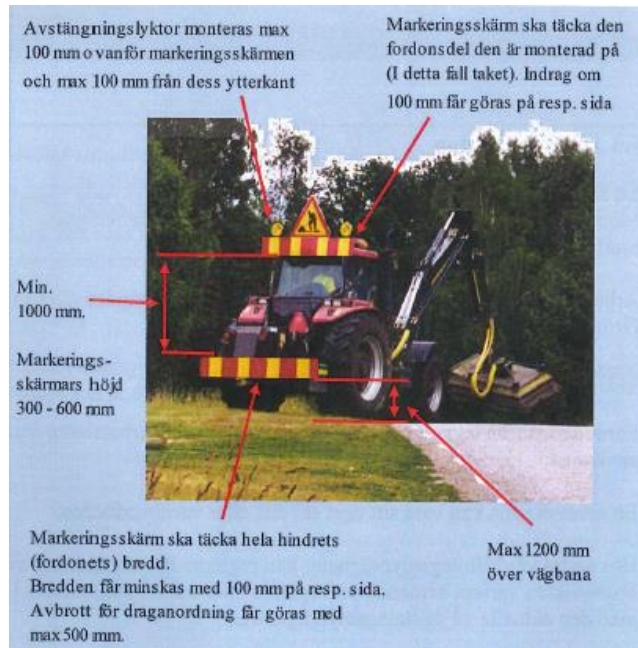 Avstängningslyktor monteras max
100 mm ovanför markeringsskärmen
och max 100 mm från dess ytterkant
Markeringsskärm ska täcka den
fordonsdel den är monterad på
(I detta fall taket). Indrag om
100 mm får göras på resp. sida
Min.
1000 mm.
Markerings-
skärmars höjd
300 - 600 mm
Markeringsskärm ska täcka hela hindrets
(fordonets) bredd.
Bredden får minskas med 100 mm på resp. sida.
Avbrott för draganordning får göras med
max 500 mm.
Max 1200 mm
över vägbana